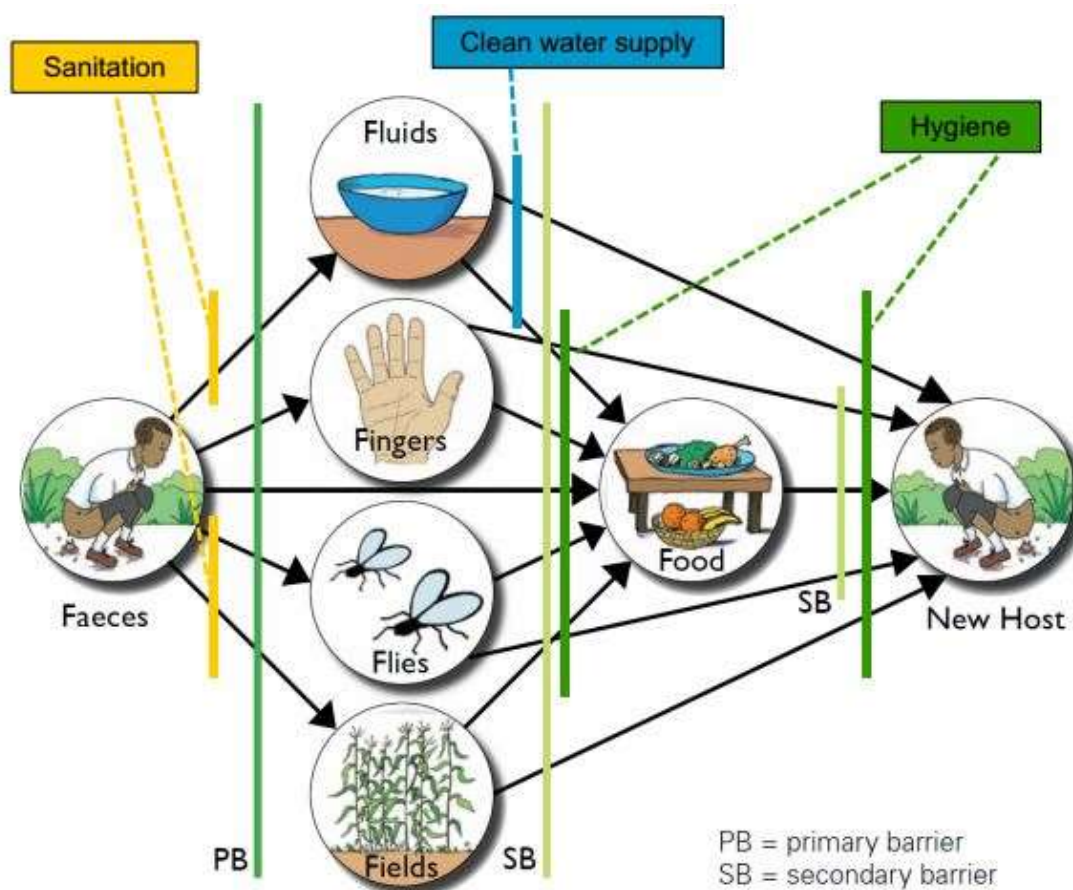 Sanitation
Clean water supply
Hygiene
Fluids
Fingers
Faeces
Flies
Food
SB
New Host
Fields
PB
SB
PB = primary barrier
SB = secondary barrier